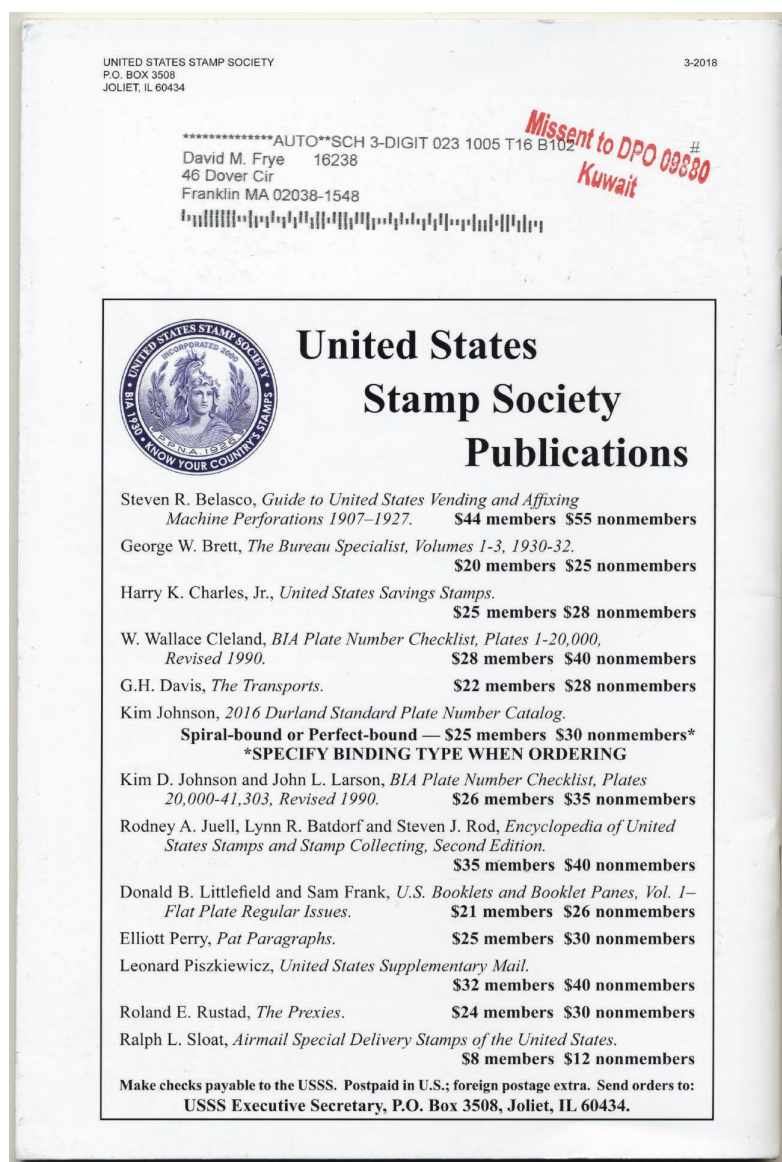 UNITED STATES STAMP SOCIETY
P.O. BOX 3508
JOLIET, IL 60434
3-2018
**************AUTO**SCH 3-DIGIT 023 1005 T16 B102
#
David M. Frye 16238
46 Dover Cir
Franklin MA 02038-1548
Missent to DPO 09880
Kuwait
UNITED STATES STAMP SOCIETY
INCORPORATED 2000
P.P.N.A. 1926
BIA 1930 • KNOW YOUR COUNTRY'S STAMPS
United States
Stamp Society
Publications
Steven R. Belasco, Guide to United States Vending and Affixing
Machine Perforations 1907–1927. $44 members $55 nonmembers
George W. Brett, The Bureau Specialist, Volumes 1-3, 1930-32.
$20 members $25 nonmembers
Harry K. Charles, Jr., United States Savings Stamps.
$25 members $28 nonmembers
W. Wallace Cleland, BIA Plate Number Checklist, Plates 1-20,000,
Revised 1990. $28 members $40 nonmembers
G.H. Davis, The Transports. $22 members $28 nonmembers
Kim Johnson, 2016 Durland Standard Plate Number Catalog.
Spiral-bound or Perfect-bound — $25 members $30 nonmembers*
*SPECIFY BINDING TYPE WHEN ORDERING
Kim D. Johnson and John L. Larson, BIA Plate Number Checklist, Plates
20,000-41,303, Revised 1990. $26 members $35 nonmembers
Rodney A. Juell, Lynn R. Batdorf and Steven J. Rod, Encyclopedia of United
States Stamps and Stamp Collecting, Second Edition.
$35 members $40 nonmembers
Donald B. Littlefield and Sam Frank, U.S. Booklets and Booklet Panes, Vol. 1–
Flat Plate Regular Issues. $21 members $26 nonmembers
Elliott Perry, Pat Paragraphs. $25 members $30 nonmembers
Leonard Piszkiewicz, United States Supplementary Mail.
$32 members $40 nonmembers
Roland E. Rustad, The Prexies. $24 members $30 nonmembers
Ralph L. Sloat, Airmail Special Delivery Stamps of the United States.
$8 members $12 nonmembers
Make checks payable to the USSS. Postpaid in U.S.; foreign postage extra. Send orders to:
USSS Executive Secretary, P.O. Box 3508, Joliet, IL 60434.